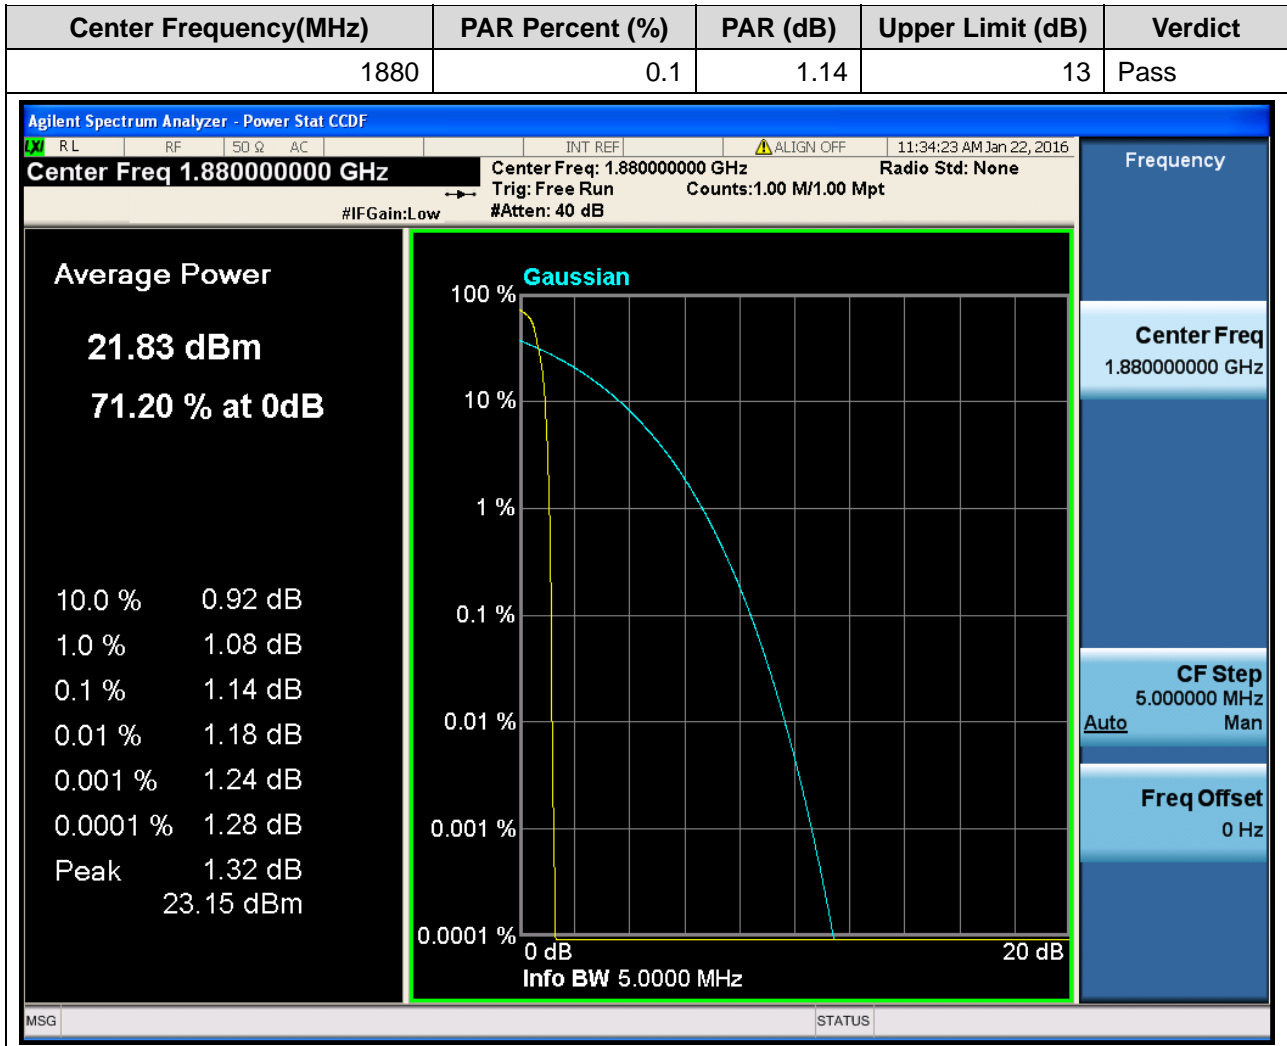 Center Frequency(MHz) PAR Percent (%) PAR (dB) Upper Limit (dB) Verdict
1880 0.1 1.14 13 Pass
Agilent Spectrum Analyzer - Power Stat CCDF
LXI RL RF 50 Ω AC INT REF ALIGN OFF 11:34:23 AM Jan 22, 2016
Center Freq 1.880000000 GHz
Center Freq: 1.880000000 GHz Radio Std: None
Trig: Free Run Counts:1.00 M/1.00 Mpt
#IFGain:Low #Atten: 40 dB
Frequency
Average Power
21.83 dBm
71.20 % at 0dB
10.0 % 0.92 dB
1.0 % 1.08 dB
0.1 % 1.14 dB
0.01 % 1.18 dB
0.001 % 1.24 dB
0.0001 % 1.28 dB
Peak 1.32 dB
23.15 dBm
Gaussian
100 %
10 %
1 %
0.1 %
0.01 %
0.001 %
0.0001 %
0 dB 20 dB
Info BW 5.0000 MHz
Center Freq
1.880000000 GHz
CF Step
5.000000 MHz
Auto Man
Freq Offset
0 Hz
MSG STATUS